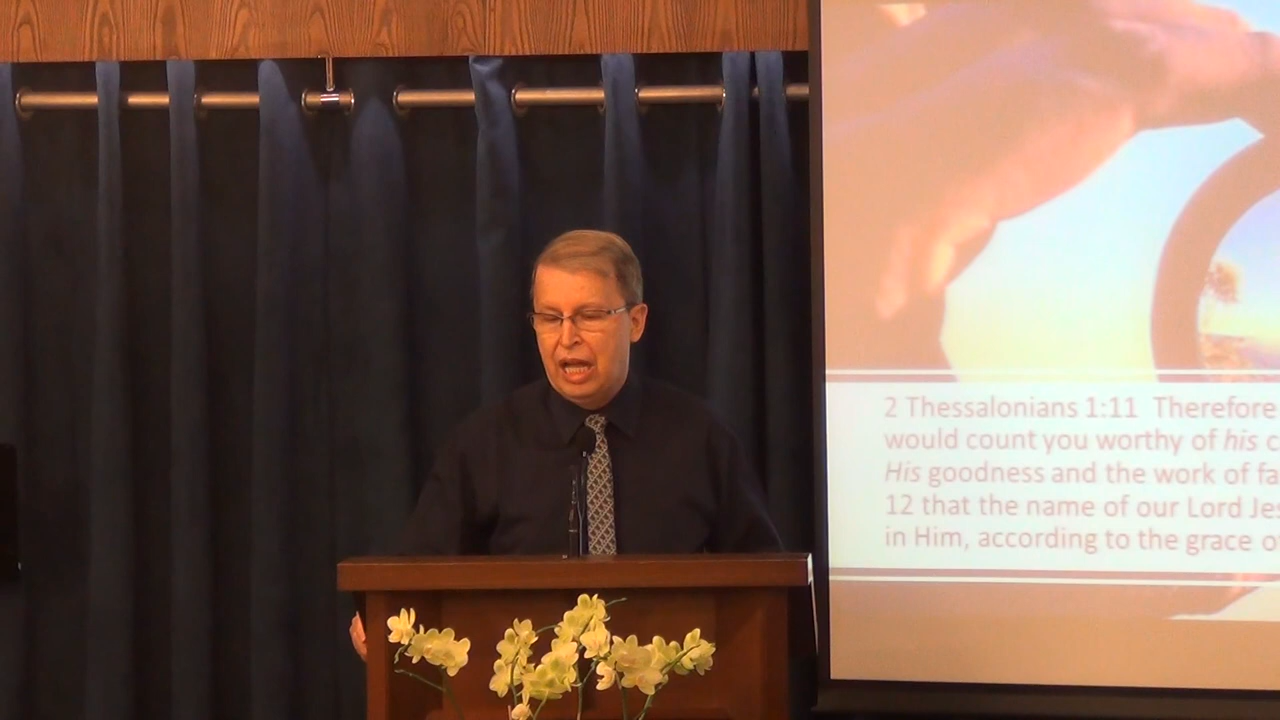 2 Thessalonians 1:11 Therefore
would count you worthy of his
His goodness and the work of
12 that the name of our Lord
in Him, according to the grace